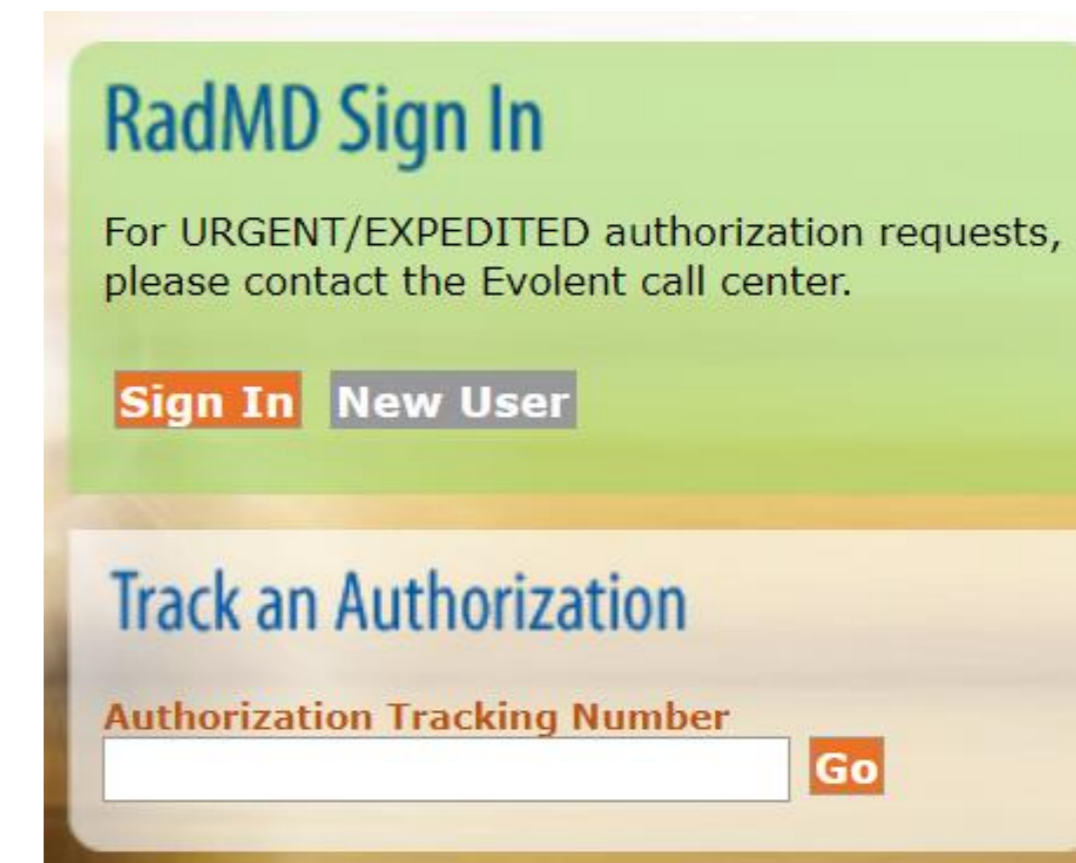 RadMD Sign In
For URGENT/EXPEDITED authorization requests,
please contact the Evolent call center.
Sign In New User
Track an Authorization
Authorization Tracking Number
Go